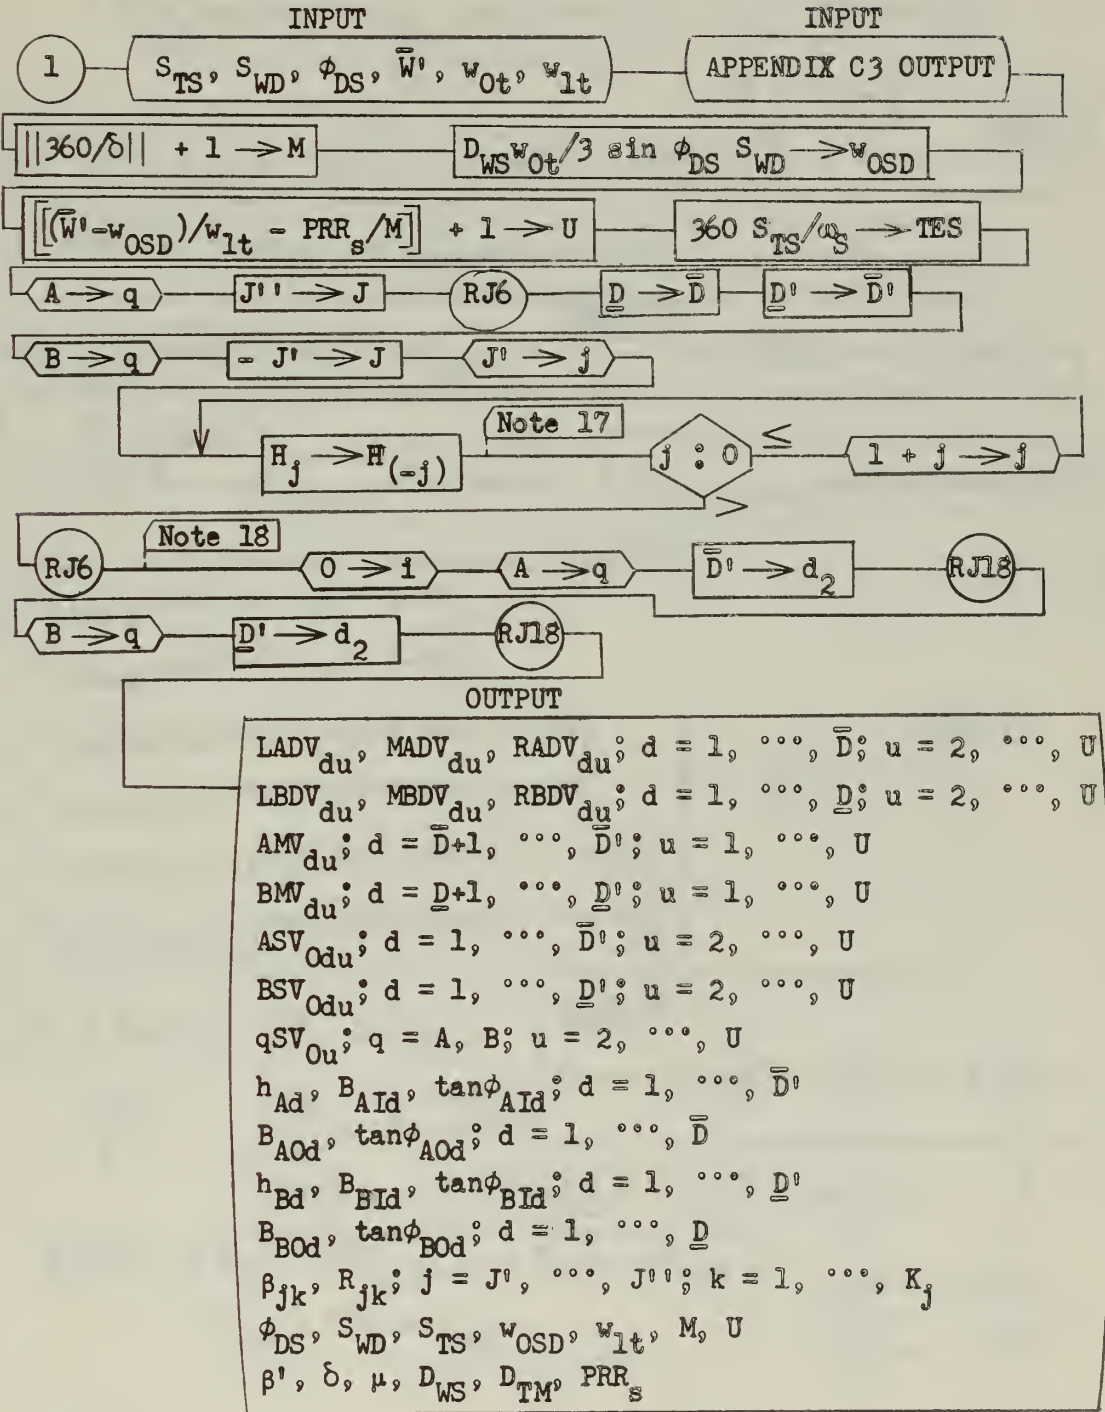 INPUT INPUT
1 S_TS, S_WD, φ_DS, W̄', w_0t, w_1t APPENDIX C3 OUTPUT
||360/δ|| + 1 → M D_WS w_0t/3 sin φ_DS S_WD → w_OSD
[[(W̄'-w_OSD)/w_1t - PRR_s/M]] + 1 → U 360 S_TS/ω_S → TES
A → q J'' → J RJ6 D̲ → D̄ D̲' → D̄'
B → q - J' → J J' → j
Note 17
H_j → H_(-j) j : 0 ≤ 1 + j → j
>
Note 18
RJ6 0 → i A → q D̄' → d_2 RJ18
B → q D̲' → d_2 RJ18
OUTPUT
LADV_du, MADV_du, RADV_du; d = 1, °°°, D̄; u = 2, °°°, U
LBDV_du, MBDV_du, RBDV_du; d = 1, °°°, D̲; u = 2, °°°, U
AMV_du; d = D̄+1, °°°, D̄'; u = 1, °°°, U
BMV_du; d = D̲+1, °°°, D̲'; u = 1, °°°, U
ASV_0du; d = 1, °°°, D̄'; u = 2, °°°, U
BSV_0du; d = 1, °°°, D̲'; u = 2, °°°, U
qSV_0u; q = A, B; u = 2, °°°, U
h_Ad, B_AId, tanφ_AId; d = 1, °°°, D̄'
B_AOd, tanφ_AOd; d = 1, °°°, D̄
h_Bd, B_BId, tanφ_BId; d = 1, °°°, D̲'
B_BOd, tanφ_BOd; d = 1, °°°, D̲
β_jk, R_jk; j = J', °°°, J''; k = 1, °°°, K_j
φ_DS, S_WD, S_TS, w_OSD, w_1t, M, U
β', δ, μ, D_WS, D_TM, PRR_s